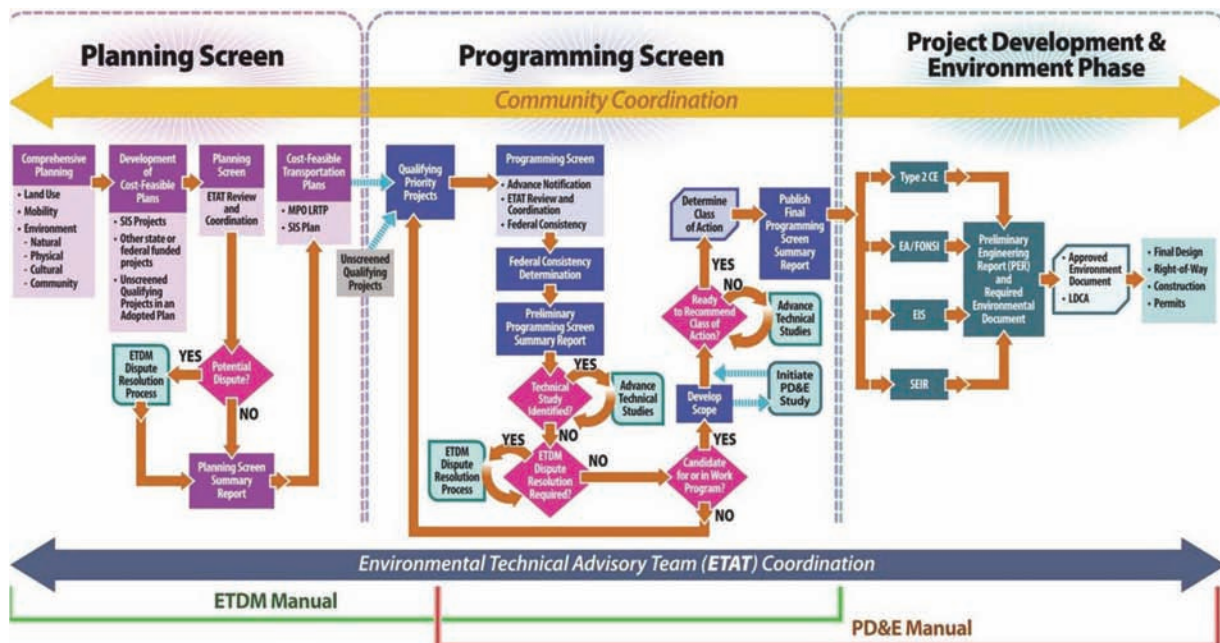 Planning Screen
Programming Screen
Project Development &
Environment Phase
Community Coordination
Comprehensive
Planning
• Land Use
• Mobility
• Environment
- Natural
- Physical
- Cultural
- Community
Development
of
Cost-Feasible
Plans
• SIS Projects
• Other state or
federal funded
projects
• Unscreened
Qualifying
Projects in an
Adopted Plan
Planning
Screen
ETAT Review
and
Coordination
Cost-Feasible
Transportation
Plans
• MPO LRTP
• SIS Plan
Potential
Dispute?
YES
NO
ETDM
Dispute
Resolution
Process
Planning Screen
Summary
Report
Qualifying
Priority
Projects
Unscreened
Qualifying
Projects
Programming
Screen
• Advance Notification
• ETAT Review and
Coordination
• Federal Consistency
Federal Consistency
Determination
Preliminary
Programming Screen
Summary Report
Technical
Study
Identified?
YES
NO
Advance
Technical
Studies
ETDM
Dispute
Resolution
Required?
YES
NO
ETDM
Dispute
Resolution
Process
Candidate
for or in Work
Program?
YES
NO
Develop
Scope
Initiate
PD&E
Study
Ready
to Recommend
Class of
Action?
YES
NO
Advance
Technical
Studies
Determine
Class
of Action
Publish
Final
Programming
Screen
Summary
Report
Type 2 CE
EA/FONSI
EIS
SEIR
Preliminary
Engineering
Report (PER)
and
Required
Environmental
Document
• Approved
Environment
Document
• LDCA
• Final Design
• Right-of-Way
• Construction
• Permits
Environmental Technical Advisory Team (ETAT) Coordination
ETDM Manual
PD&E Manual